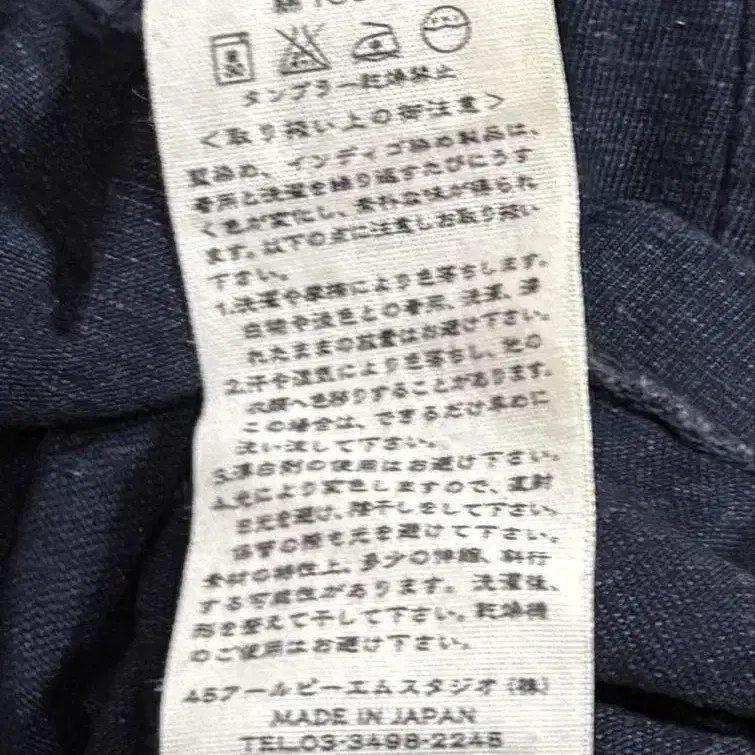 綿 100
タンブラー乾燥禁止
<取り扱い上の御注意>
藍染め、インディゴ染め製品は、
着用と洗濯を繰り返すたびにうす
く色が変化し、素朴な味が得られ
ます。以下の点に注意しお取り扱い
下さい。
1.洗濯や摩擦により色落ちします。
白物や淡色との着用、洗濯、濡
れたままの放置はお避け下さい。
2.汗や湿気により色落ちし、他の
衣服へ色移りすることがあります。
この場合は、できるだけ早めに
洗い流して下さい。
3.漂白剤の使用はお避け下さい。
4.光により変色しますので、直射
日光を避け、陰干しをして下さい。
保管の際も光を避けて下さい。
素材の特性上、多少の伸縮、斜行
する可能性があります。洗濯後、
形を整えて干して下さい。乾燥機
のご使用はお避け下さい。
45アールピーエムスタジオ(株)
MADE IN JAPAN
TEL.03-3498-2248